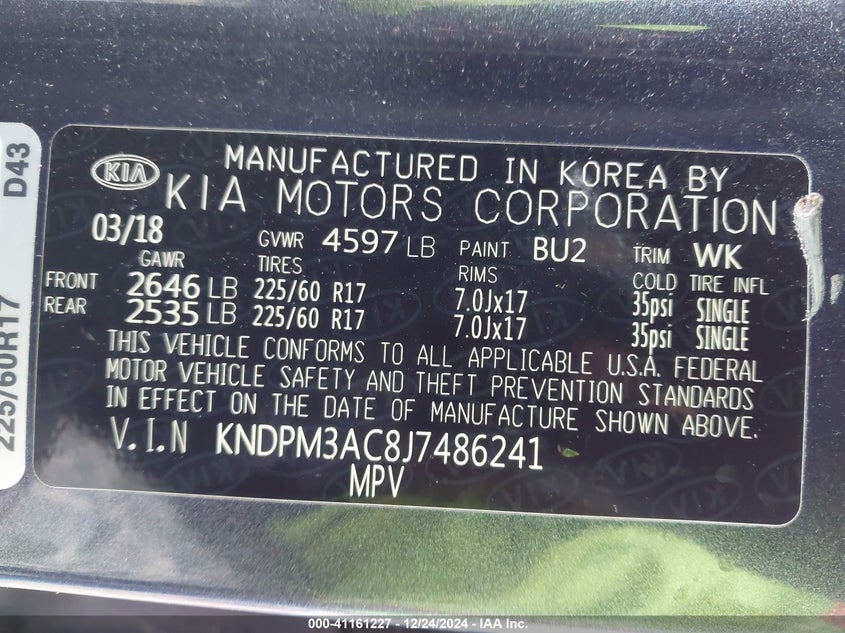 D43
225/60R17
KIA
MANUFACTURED IN KOREA BY
KIA MOTORS CORPORATION
03/18 GVWR 4597 LB PAINT BU2 TRIM WK
GAWR TIRES RIMS COLD TIRE INFL
FRONT 2646 LB 225/60 R17 7.0Jx17 35psi SINGLE
REAR 2535 LB 225/60 R17 7.0Jx17 35psi SINGLE
THIS VEHICLE CONFORMS TO ALL APPLICABLE U.S.A. FEDERAL
MOTOR VEHICLE SAFETY AND THEFT PREVENTION STANDARDS
IN EFFECT ON THE DATE OF MANUFACTURE SHOWN ABOVE.
V.I.N KNDPM3AC8J7486241
MPV
000-41161227 - 12/24/2024 - IAA Inc.